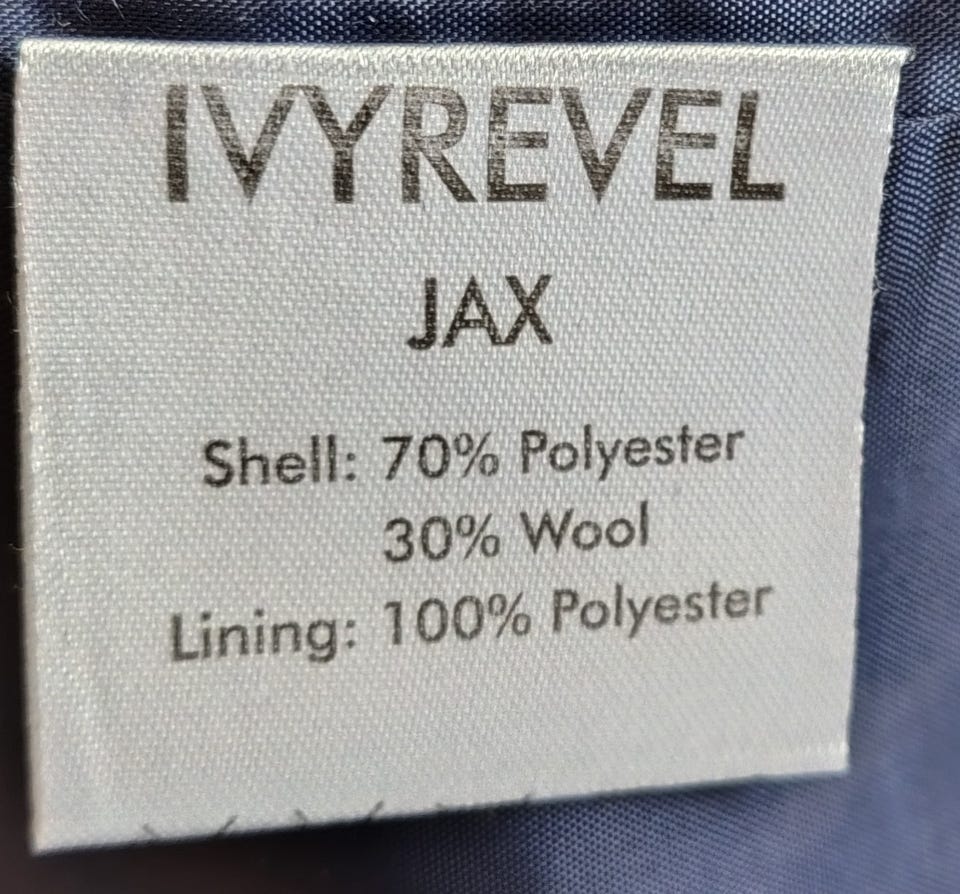 IVYREVEL
JAX
Shell: 70% Polyester
30% Wool
Lining: 100% Polyester